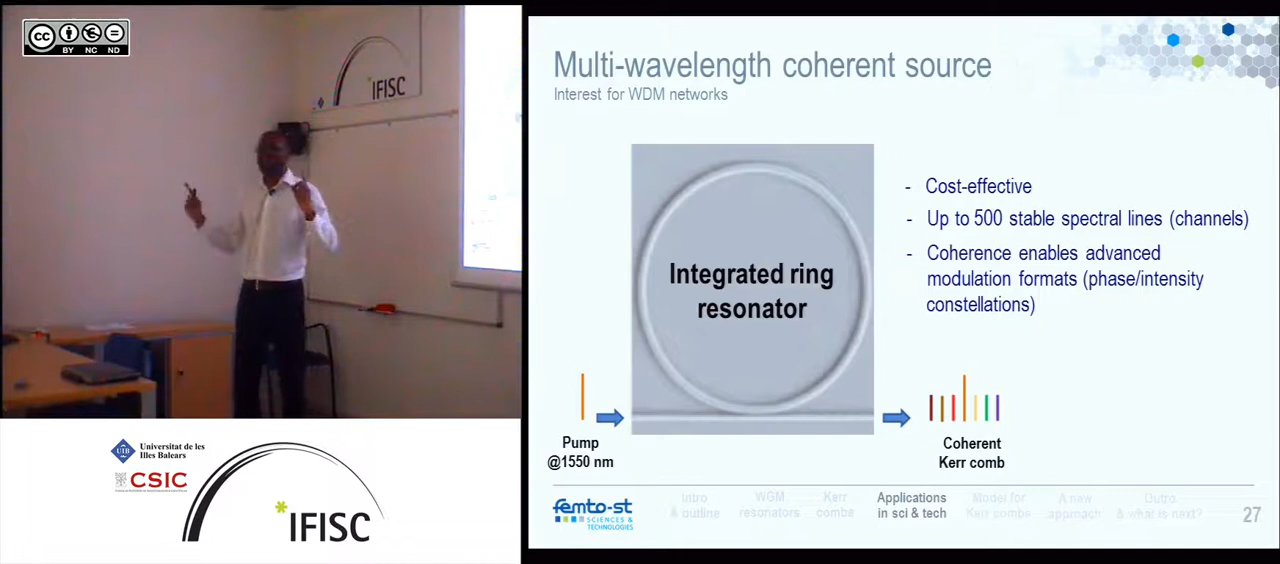 cc
BY NC ND
*IFISC
Universitat de les
Illes Balears
UIB
CSIC
*IFISC
Multi-wavelength coherent source
Interest for WDM networks
Integrated ring
resonator
- Cost-effective
- Up to 500 stable spectral lines (channels)
- Coherence enables advanced
modulation formats (phase/intensity
constellations)
Pump
@1550 nm
Coherent
Kerr comb
femto-st
SCIENCES &
TECHNOLOGIES
Intro
& outline
WGM
resonators
Kerr
combs
Applications
in sci & tech
Model for
Kerr combs
A new
approach
Outro
& what is next?
27